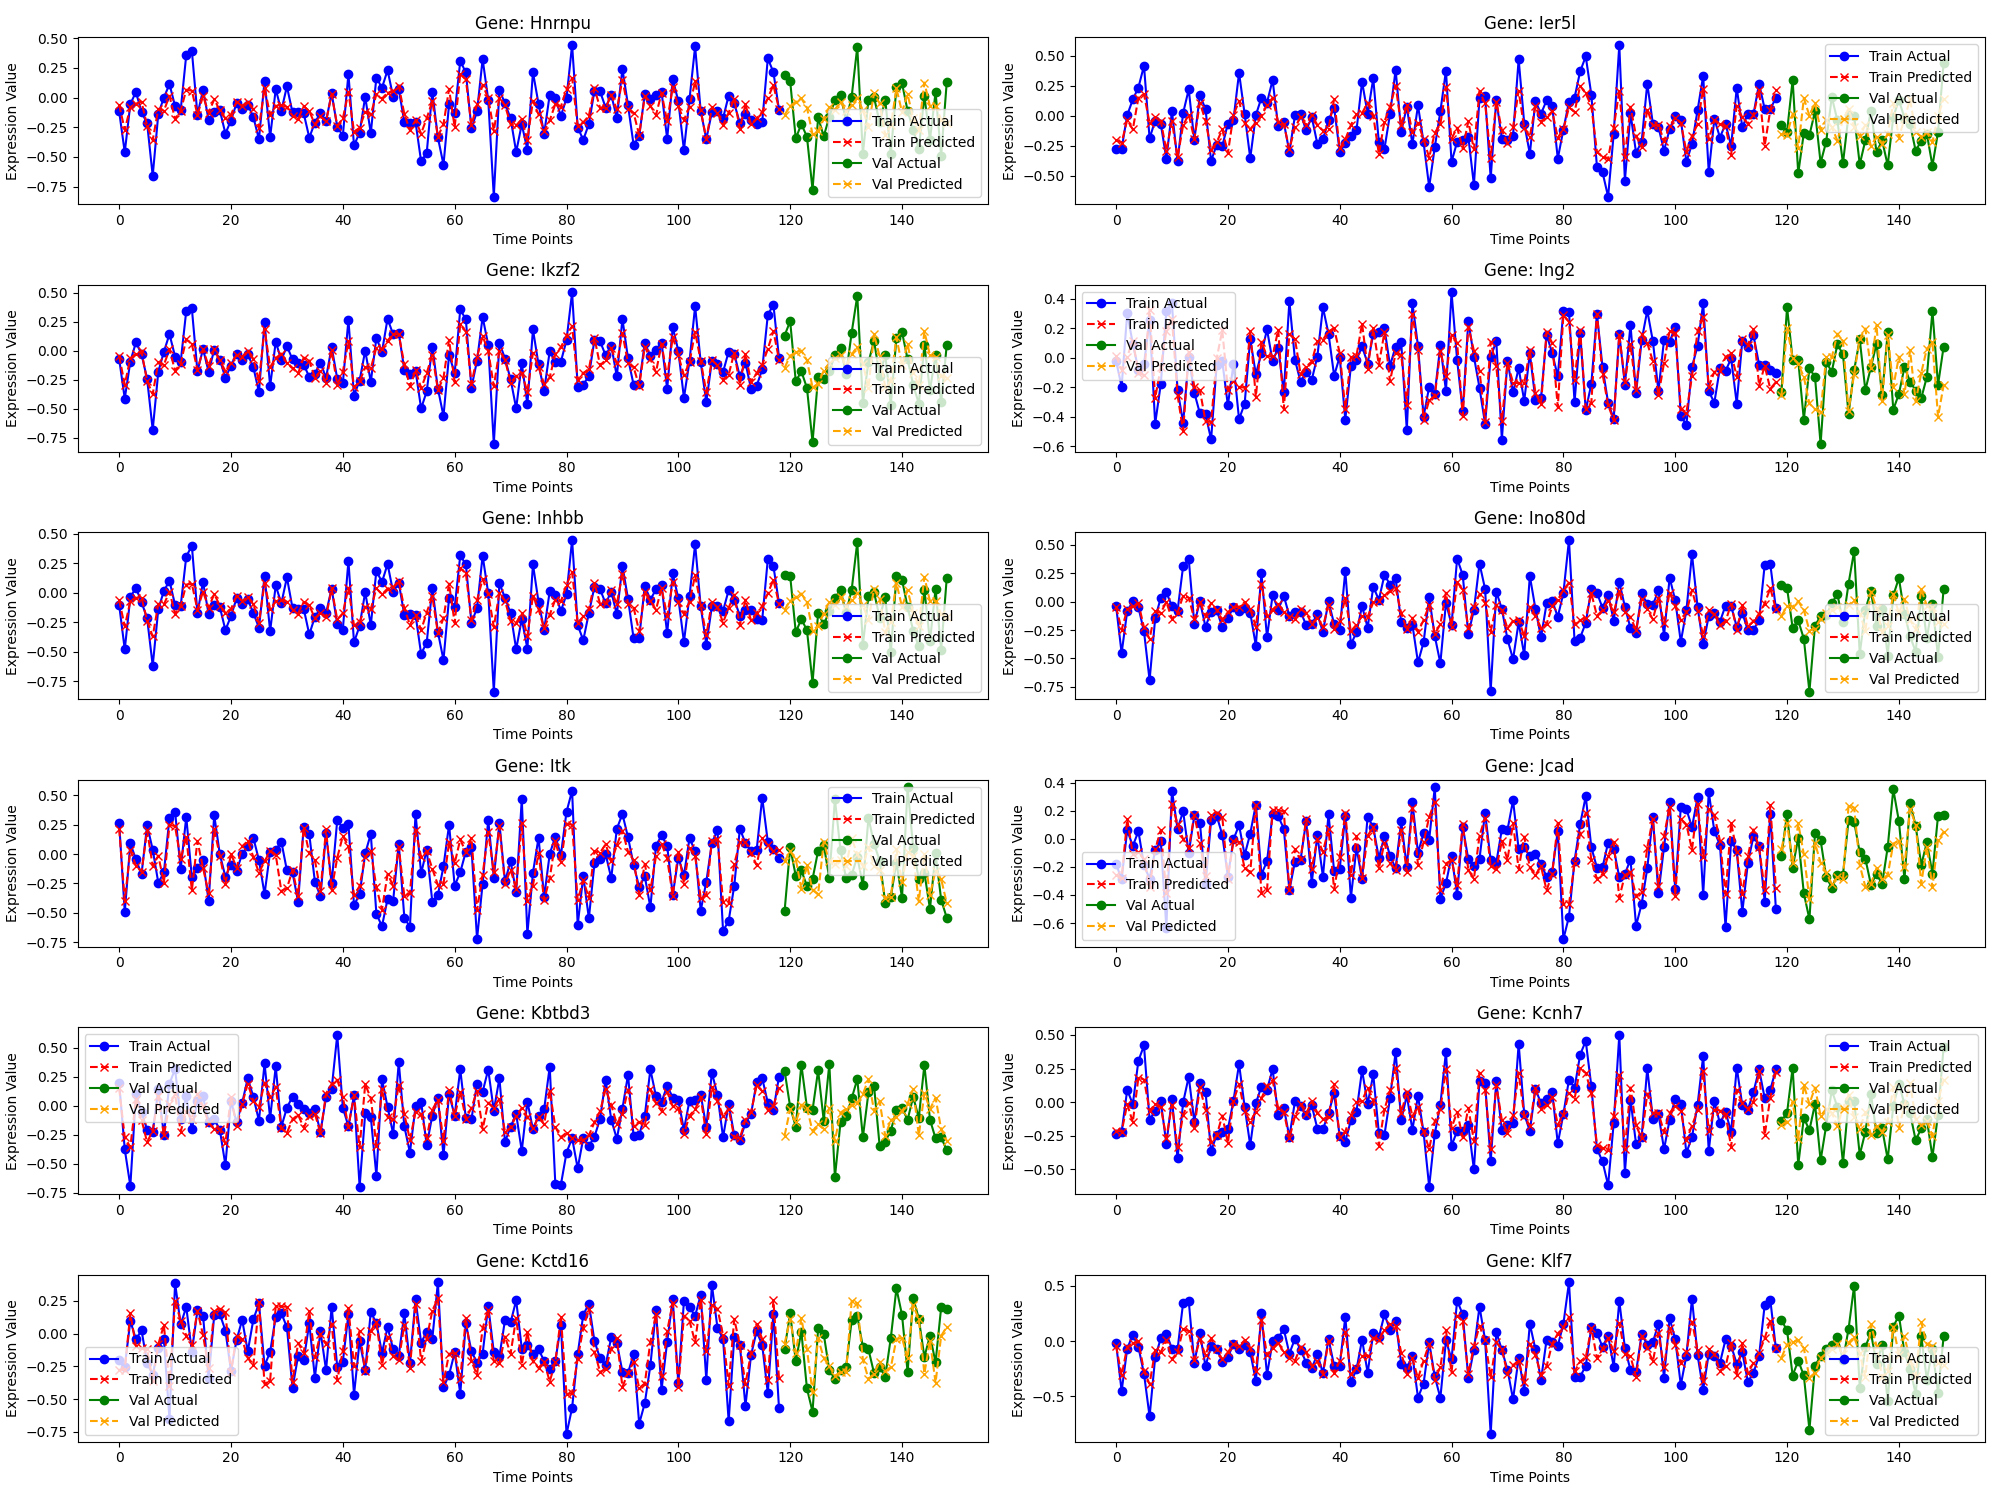 Gene: Hnrnpu
Expression Value
0.50
0.25
0.00
−0.25
−0.50
−0.75
Train Actual
Train Predicted
Val Actual
Val Predicted
0 20 40 60 80 100 120 140
Time Points
Gene: Ier5l
Expression Value
0.50
0.25
0.00
−0.25
−0.50
Train Actual
Train Predicted
Val Actual
Val Predicted
0 20 40 60 80 100 120 140
Time Points
Gene: Ikzf2
Expression Value
0.50
0.25
0.00
−0.25
−0.50
−0.75
Train Actual
Train Predicted
Val Actual
Val Predicted
0 20 40 60 80 100 120 140
Time Points
Gene: Ing2
Expression Value
0.4
0.2
0.0
−0.2
−0.4
−0.6
Train Actual
Train Predicted
Val Actual
Val Predicted
0 20 40 60 80 100 120 140
Time Points
Gene: Inhbb
Expression Value
0.50
0.25
0.00
−0.25
−0.50
−0.75
Train Actual
Train Predicted
Val Actual
Val Predicted
0 20 40 60 80 100 120 140
Time Points
Gene: Ino80d
Expression Value
0.50
0.25
0.00
−0.25
−0.50
−0.75
Train Actual
Train Predicted
Val Actual
Val Predicted
0 20 40 60 80 100 120 140
Time Points
Gene: Itk
Expression Value
0.50
0.25
0.00
−0.25
−0.50
−0.75
Train Actual
Train Predicted
Val Actual
Val Predicted
0 20 40 60 80 100 120 140
Time Points
Gene: Jcad
Expression Value
0.4
0.2
0.0
−0.2
−0.4
−0.6
Train Actual
Train Predicted
Val Actual
Val Predicted
0 20 40 60 80 100 120 140
Time Points
Gene: Kbtbd3
Expression Value
0.50
0.25
0.00
−0.25
−0.50
−0.75
Train Actual
Train Predicted
Val Actual
Val Predicted
0 20 40 60 80 100 120 140
Time Points
Gene: Kcnh7
Expression Value
0.50
0.25
0.00
−0.25
−0.50
Train Actual
Train Predicted
Val Actual
Val Predicted
0 20 40 60 80 100 120 140
Time Points
Gene: Kctd16
Expression Value
0.25
0.00
−0.25
−0.50
−0.75
Train Actual
Train Predicted
Val Actual
Val Predicted
0 20 40 60 80 100 120 140
Time Points
Gene: Klf7
Expression Value
0.5
0.0
−0.5
Train Actual
Train Predicted
Val Actual
Val Predicted
0 20 40 60 80 100 120 140
Time Points